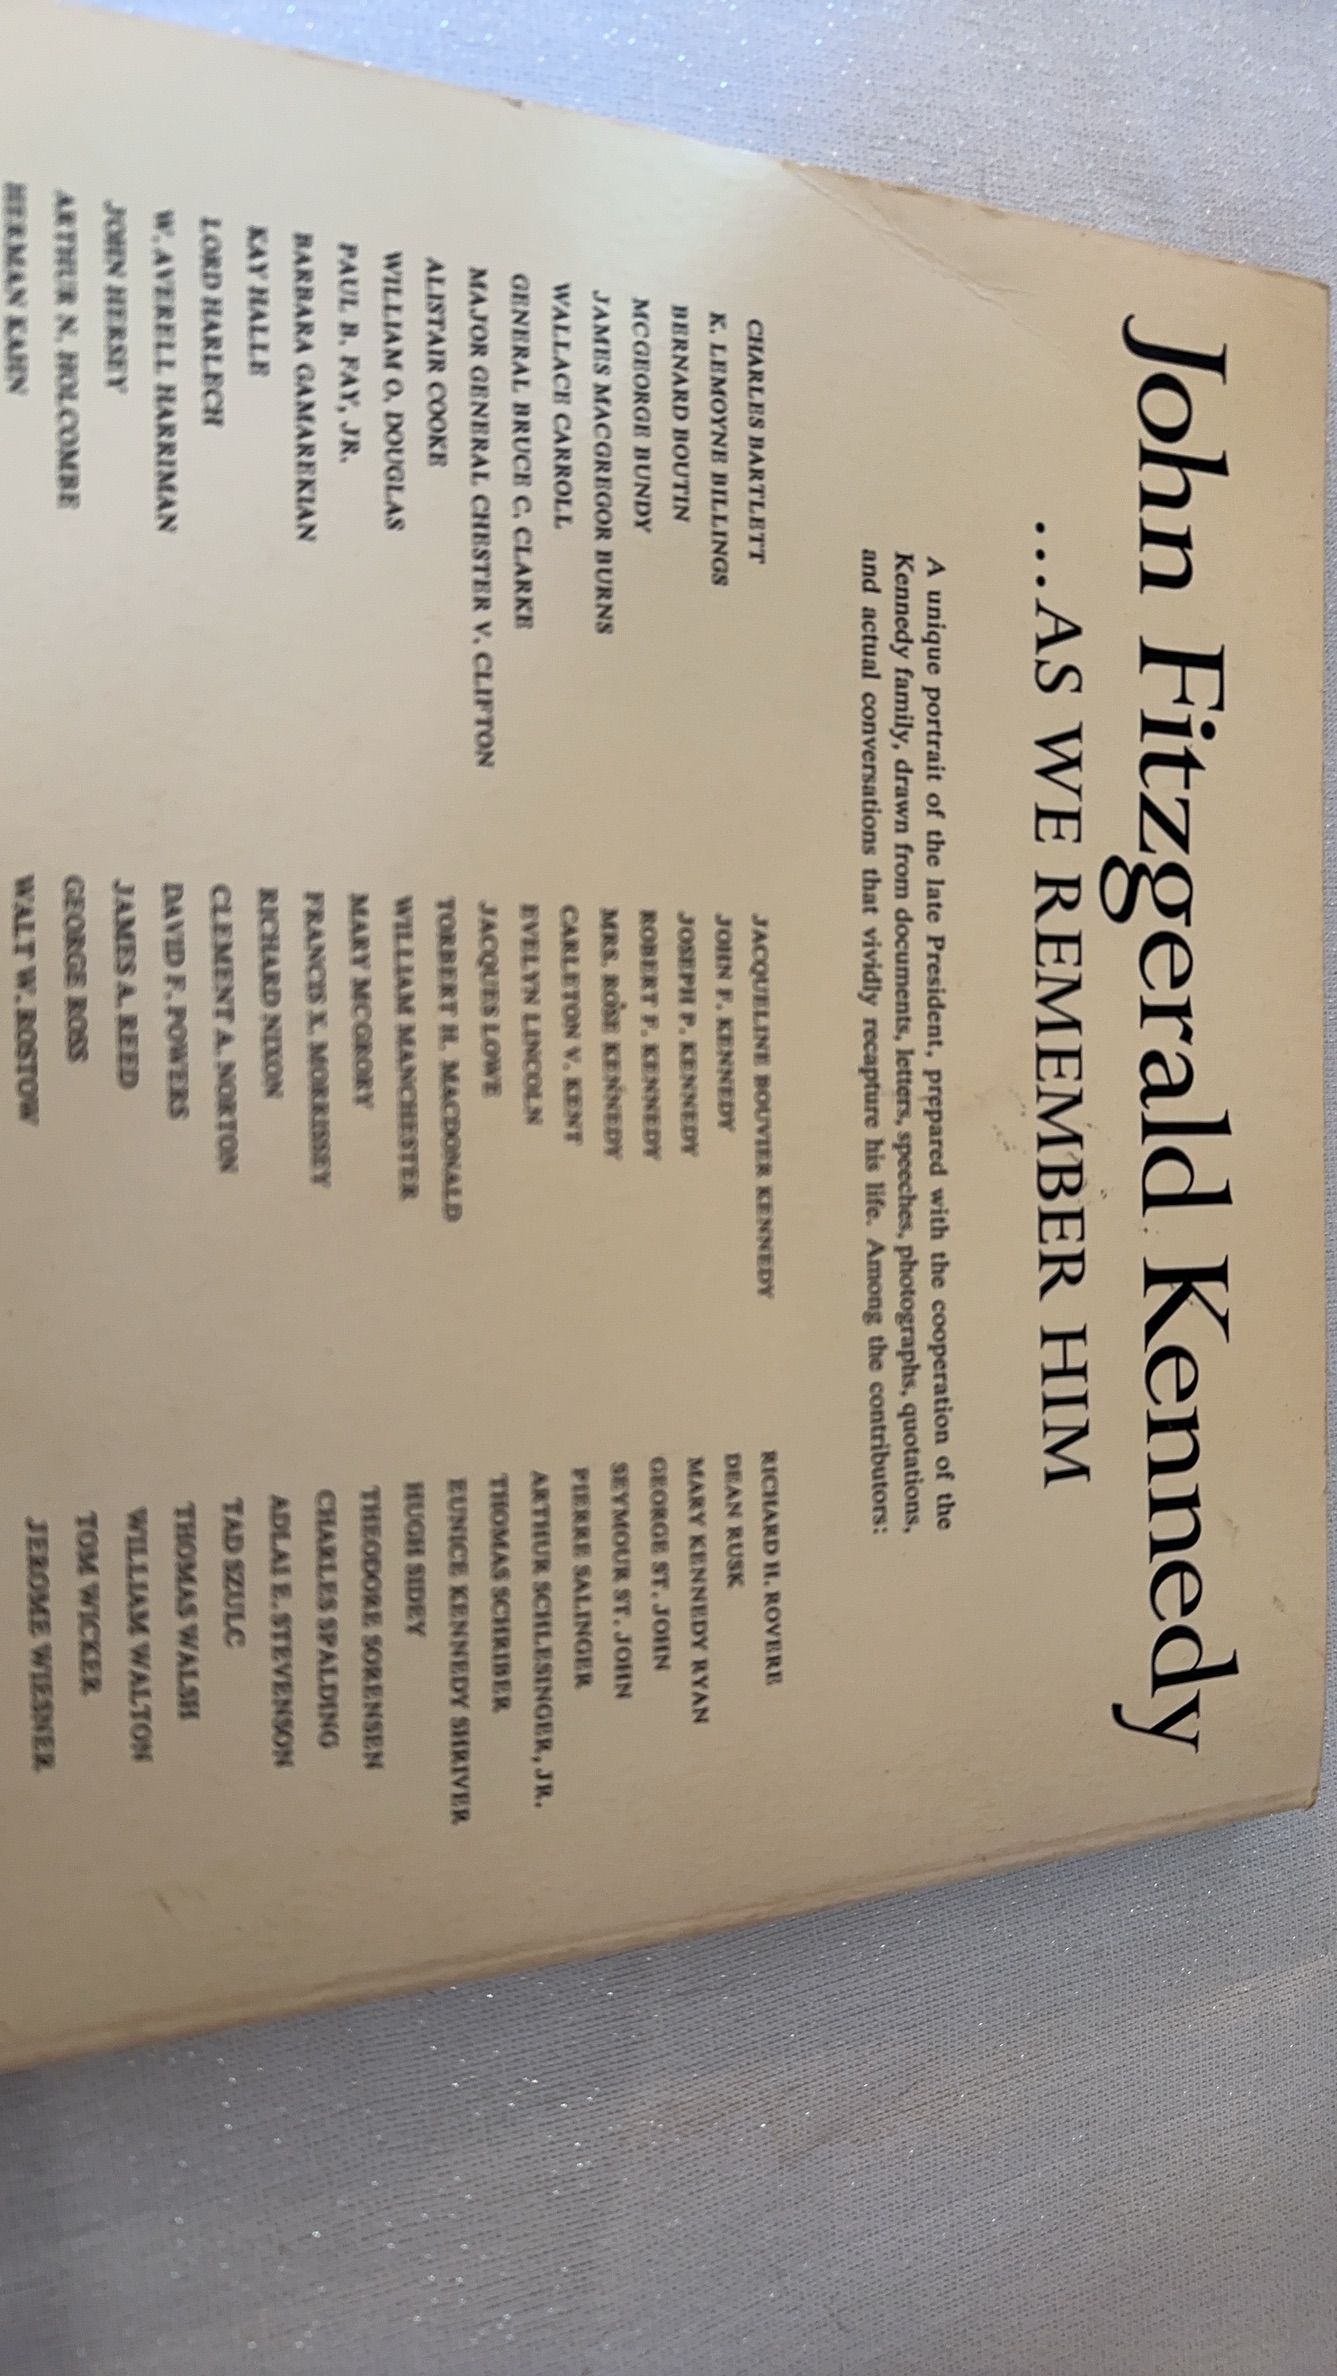 John Fitzgerald Kennedy
...AS WE REMEMBER HIM
A unique portrait of the late President, prepared with the cooperation of the
Kennedy family, drawn from documents, letters, speeches, photographs, quotations,
and actual conversations that vividly recapture his life. Among the contributors:
CHARLES BARTLETT
K. LEMOYNE BILLINGS
BERNARD BOUTIN
MCGEORGE BUNDY
JAMES MACGREGOR BURNS
WALLACE CARROLL
GENERAL BRUCE C. CLARKE
MAJOR GENERAL CHESTER V. CLIFTON
ALISTAIR COOKE
WILLIAM O. DOUGLAS
PAUL B. FAY, JR.
BARBARA GAMAREKIAN
KAY HALLE
LORD HARLECH
W. AVERELL HARRIMAN
JOHN HERSEY
ARTHUR N. HOLCOMBE
HERMAN KAHN
JACQUELINE BOUVIER KENNEDY
JOHN F. KENNEDY
JOSEPH P. KENNEDY
ROBERT F. KENNEDY
MRS. ROSE KENNEDY
CARLETON V. KENT
EVELYN LINCOLN
JACQUES LOWE
TORBERT H. MACDONALD
WILLIAM MANCHESTER
MARY MCGRORY
FRANCIS X. MORRISSEY
RICHARD NIXON
CLEMENT A. NORTON
DAVID F. POWERS
JAMES A. REED
GEORGE ROSS
WALT W. ROSTOW
RICHARD H. ROVERE
DEAN RUSK
MARY KENNEDY RYAN
GEORGE ST. JOHN
SEYMOUR ST. JOHN
PIERRE SALINGER
ARTHUR SCHLESINGER, JR.
THOMAS SCHRIBER
EUNICE KENNEDY SHRIVER
HUGH SIDEY
THEODORE SORENSEN
CHARLES SPALDING
ADLAI E. STEVENSON
TAD SZULC
THOMAS WALSH
WILLIAM WALTON
TOM WICKER
JEROME WIESNER